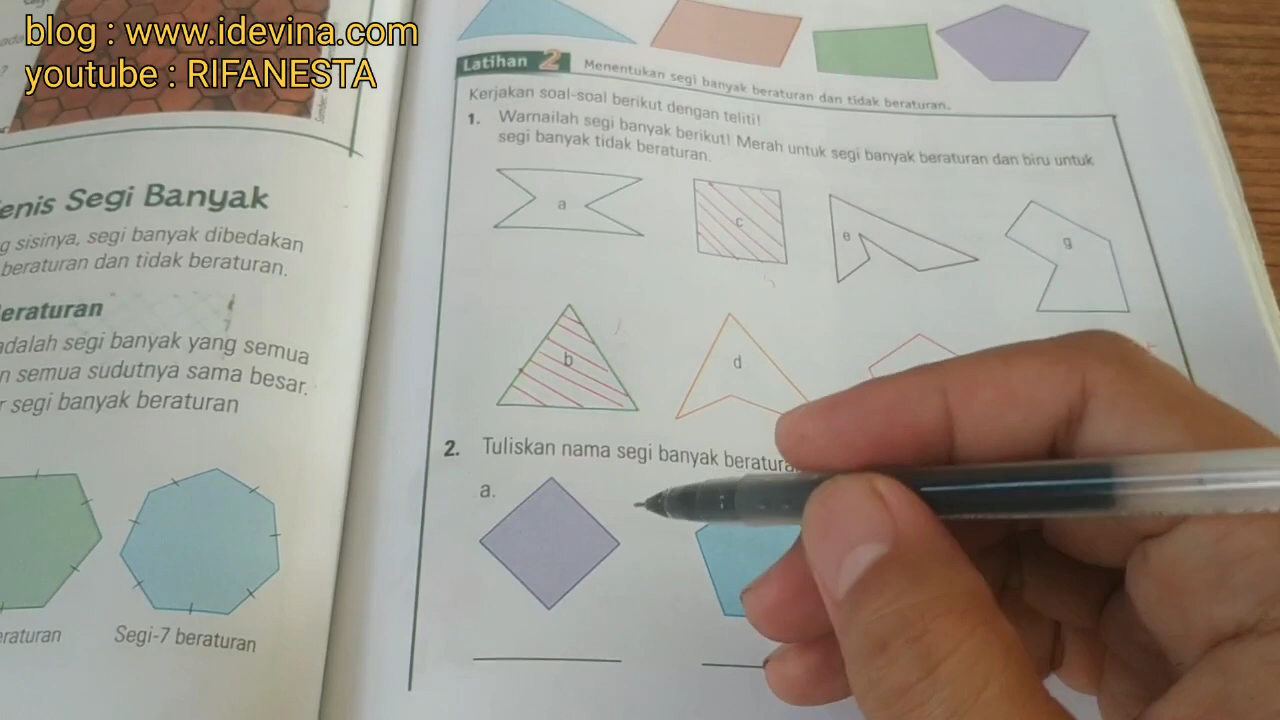 blog : www.idevina.com
youtube : RIFANESTA
enis Segi Banyak
g sisinya, segi banyak dibedakan
beraturan dan tidak beraturan.
eraturan
adalah segi banyak yang semua
n semua sudutnya sama besar.
r segi banyak beraturan
eraturan
Segi-7 beraturan
Latihan 2 Menentukan segi banyak beraturan dan tidak beraturan.
Kerjakan soal-soal berikut dengan teliti!
1. Warnailah segi banyak berikut! Merah untuk segi banyak beraturan dan biru untuk
segi banyak tidak beraturan.
a
c
e
g
b
d
2. Tuliskan nama segi banyak beratura
a.